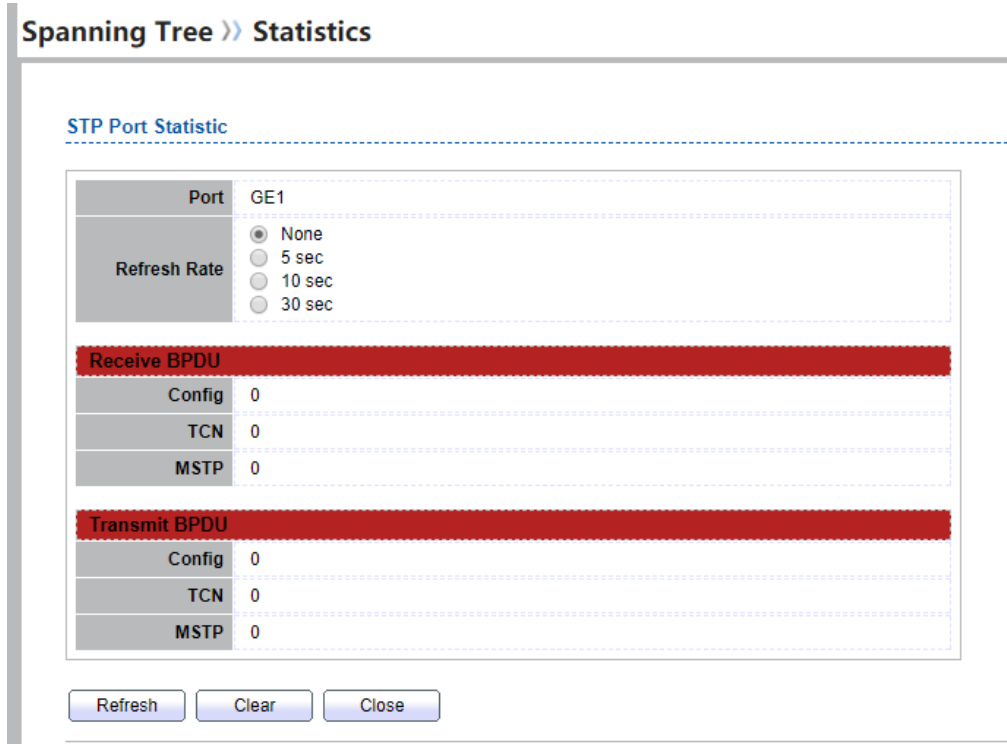 Spanning Tree》Statistics
STP Port Statistic
Port GE1
Refresh Rate
None
5 sec
10 sec
30 sec
Receive BPDU
Config 0
TCN 0
MSTP 0
Transmit BPDU
Config 0
TCN 0
MSTP 0
Refresh Clear Close